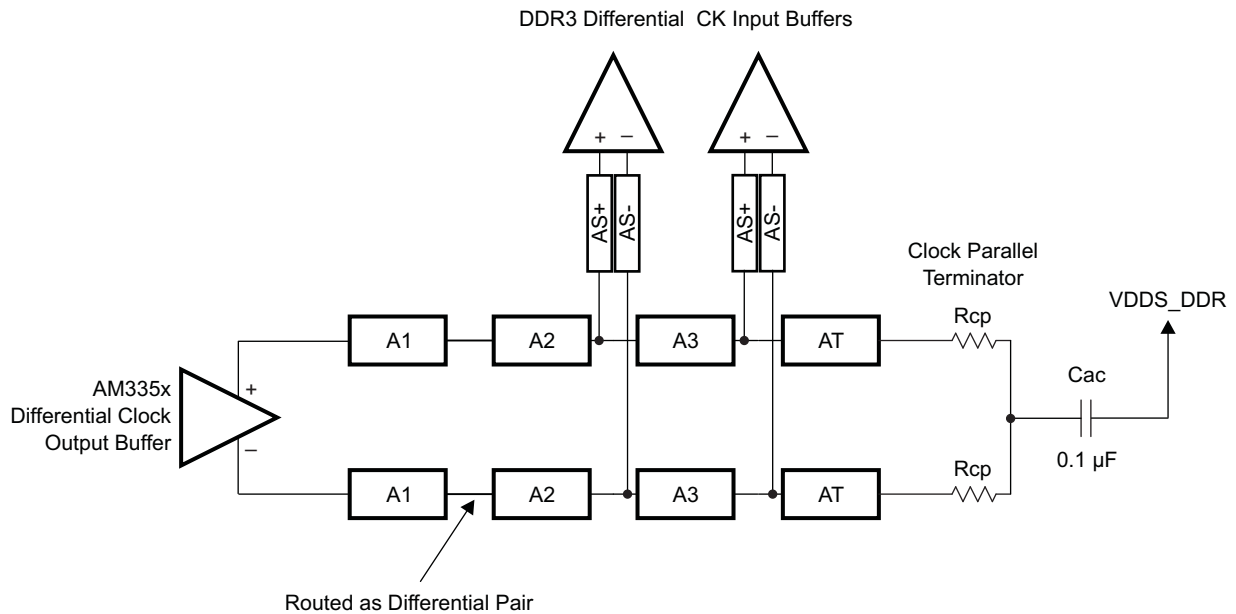 DDR3 Differential CK Input Buffers
+ − + −
AS+ AS- AS+ AS-
Clock Parallel
Terminator
VDDS_DDR
Rcp
A1 A2 A3 AT
Cac
AM335x
Differential Clock
Output Buffer
+
−
0.1 µF
Rcp
A1 A2 A3 AT
Routed as Differential Pair